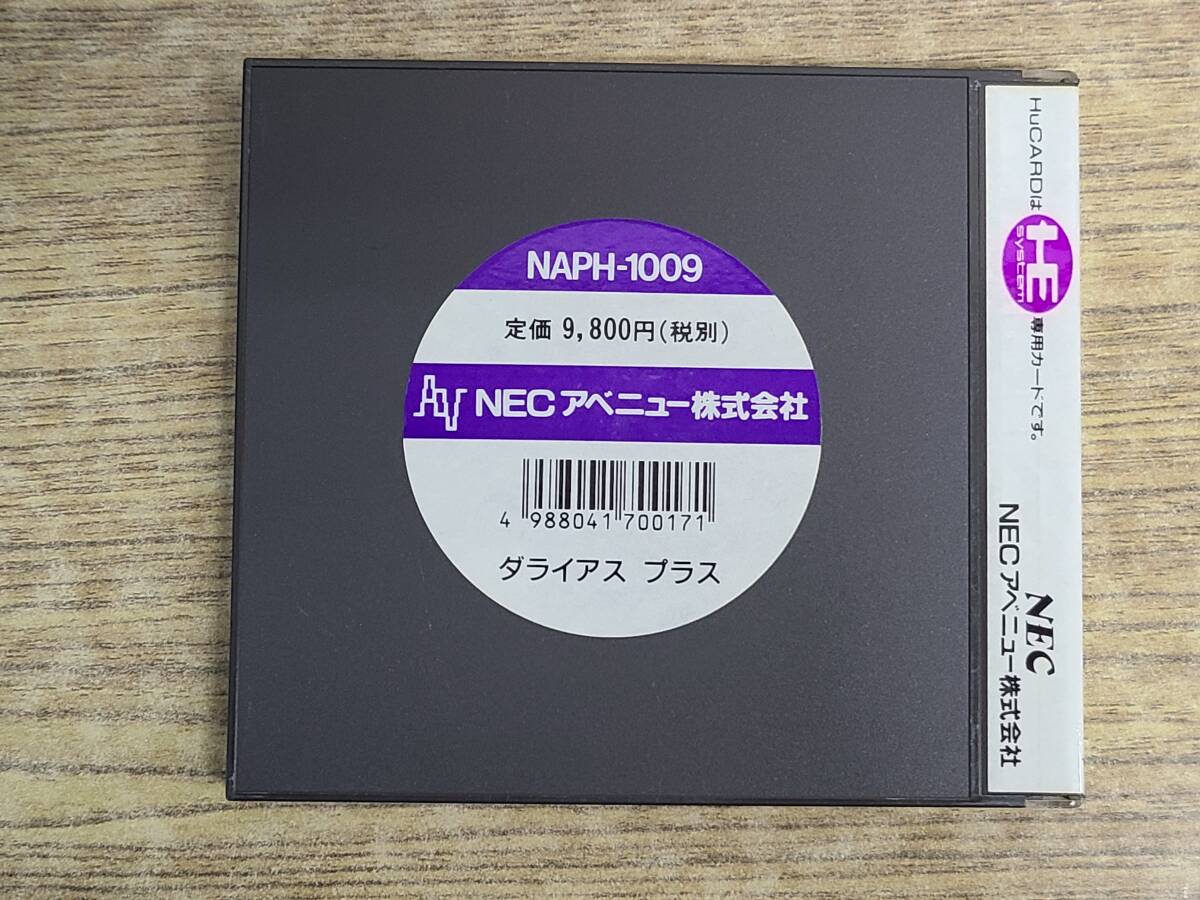 NAPH-1009
定価 9,800円(税別)
NECアベニュー株式会社
4 988041 700171
ダライアス プラス
HuCARDは HE system 専用カードです。
NEC
NECアベニュー株式会社